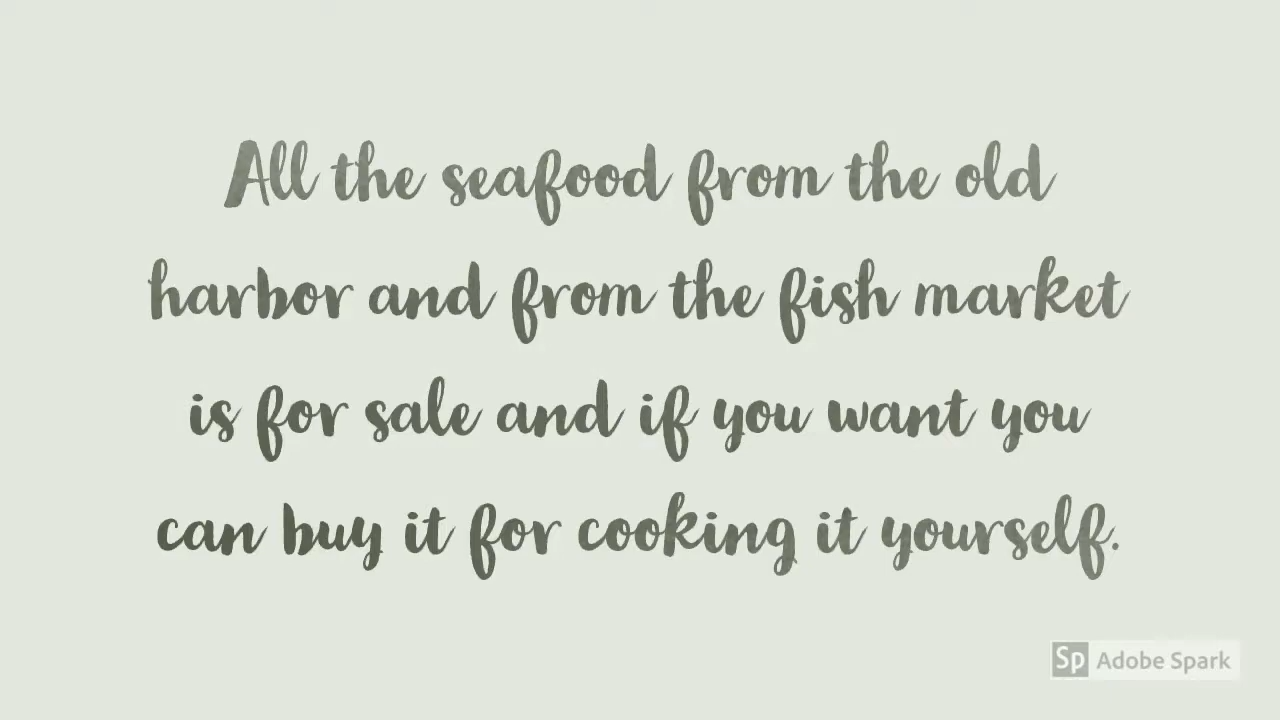 All the seafood from the old
harbor and from the fish market
is for sale and if you want you
can buy it for cooking it yourself.
Sp Adobe Spark